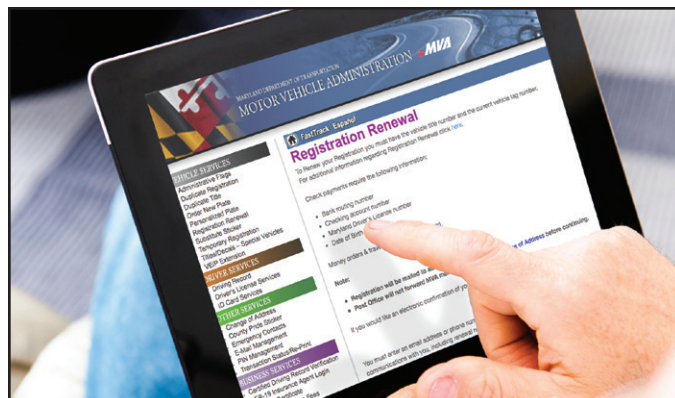 MARYLAND DEPARTMENT OF TRANSPORTATION
MOTOR VEHICLE ADMINISTRATION MVA
FastTrack Español
VEHICLE SERVICES
Administrative Flags
Duplicate Registration
Duplicate Title
Order New Plate
Personalized Plate
Registration Renewal
Substitute Sticker
Temporary Registration
Titles/Decals – Special Vehicles
VEIP Extension
DRIVER SERVICES
Driving Record
Driver's License Services
ID Card Services
OTHER SERVICES
Change of Address
County Pride Sticker
Emergency Contacts
E-Mail Management
PIN Management
Transaction Status/Re-Print
BUSINESS SERVICES
Certified Driving Record Verification
FR-19 Insurance Agent Login
Certificate
Fees
Registration Renewal
To Renew your Registration you must have the vehicle title number and the current vehicle tag number.
For additional information regarding Registration Renewal click here.
Check payments require the following information:
• Bank routing number
• Checking account number
• Maryland Driver's License number
• Date of Birth
Money orders &
of Address before continuing.
Note:
• Registration will be mailed to
• Post Office will not forward MVA
If you would like an electronic confirmation of
You must enter an email address or phone
communications with you, including renewal